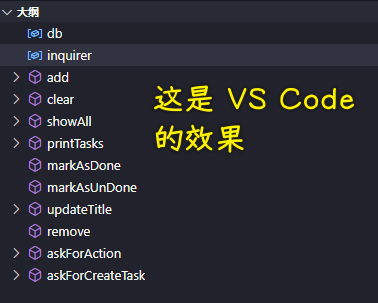 大纲
db
inquirer
add
clear
showAll
printTasks
markAsDone
markAsUnDone
updateTitle
remove
askForAction
askForCreateTask
这是 VS Code
的效果